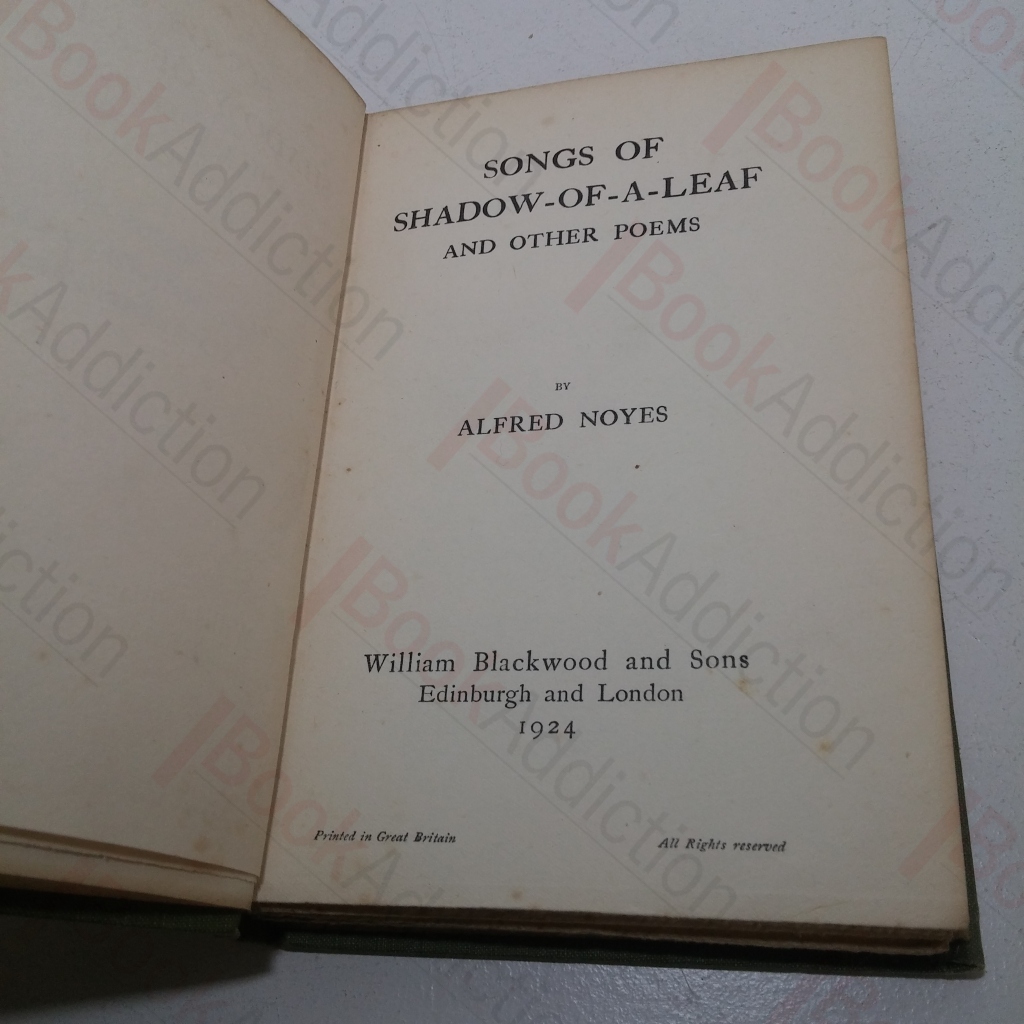 SONGS OF
SHADOW-OF-A-LEAF
AND OTHER POEMS
BY
ALFRED NOYES
William Blackwood and Sons
Edinburgh and London
1924
Printed in Great Britain All Rights reserved
BookAddiction